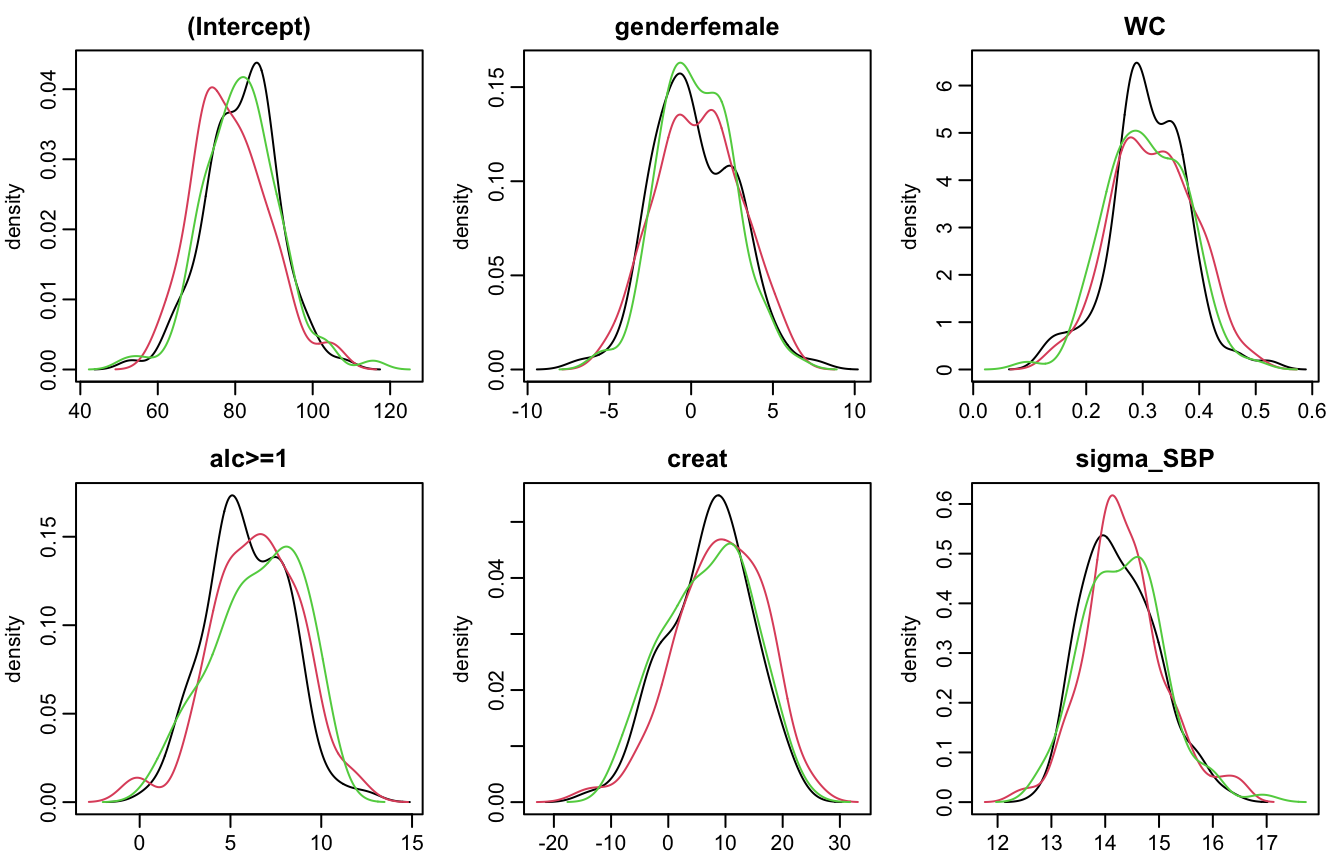 (Intercept)
density
0.00 0.01 0.02 0.03 0.04
40 60 80 100 120
genderfemale
density
0.00 0.05 0.10 0.15
-10 -5 0 5 10
WC
density
0 1 2 3 4 5 6
0.0 0.1 0.2 0.3 0.4 0.5 0.6
alc>=1
density
0.00 0.05 0.10 0.15
0 5 10 15
creat
density
0.00 0.02 0.04
-20 -10 0 10 20 30
sigma_SBP
density
0.0 0.1 0.2 0.3 0.4 0.5 0.6
12 13 14 15 16 17